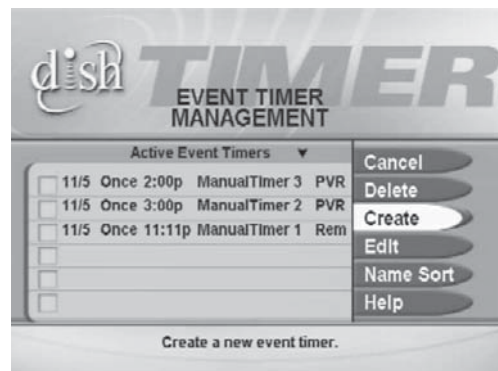 dish
TIMER
EVENT TIMER
MANAGEMENT
Active Event Timers
11/5 Once 2:00p ManualTimer 3 PVR
11/5 Once 3:00p ManualTimer 2 PVR
11/5 Once 11:11p ManualTimer 1 Rem
Cancel
Delete
Create
Edit
Name Sort
Help
Create a new event timer.